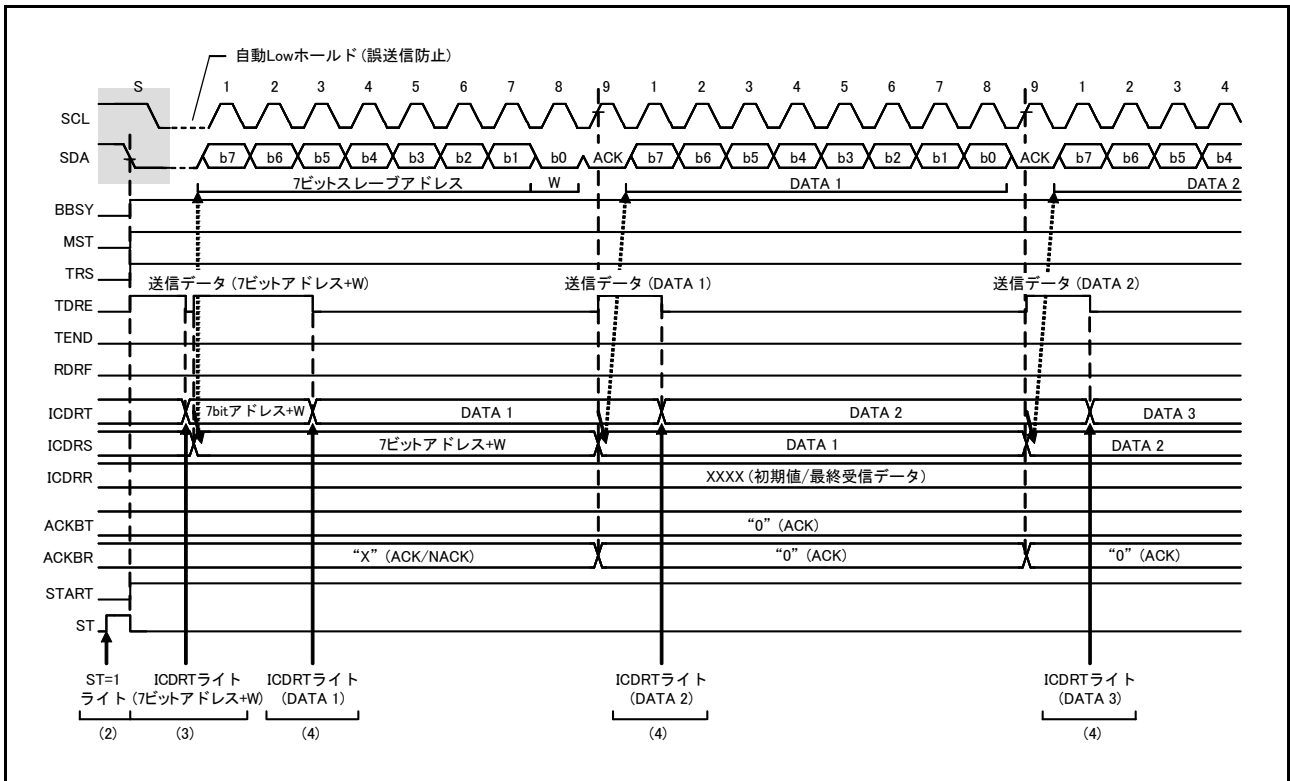 自動Lowホールド(誤送信防止)
S 1 2 3 4 5 6 7 8 9 1 2 3 4 5 6 7 8 9 1 2 3 4
SCL
SDA b7 b6 b5 b4 b3 b2 b1 b0 ACK b7 b6 b5 b4 b3 b2 b1 b0 ACK b7 b6 b5 b4
7ビットスレーブアドレス W DATA 1 DATA 2
BBSY
MST
TRS
送信データ(7ビットアドレス+W) 送信データ(DATA 1) 送信データ(DATA 2)
TDRE
TEND
RDRF
ICDRT 7bitアドレス+W DATA 1 DATA 2 DATA 3
ICDRS 7ビットアドレス+W DATA 1 DATA 2
ICDRR XXXX(初期値/最終受信データ)
ACKBT “0”(ACK)
ACKBR “X”(ACK/NACK) “0”(ACK) “0”(ACK)
START
ST
ST=1 ICDRTライト ICDRTライト ICDRTライト ICDRTライト
ライト (7ビットアドレス+W) (DATA 1) (DATA 2) (DATA 3)
(2) (3) (4) (4) (4)